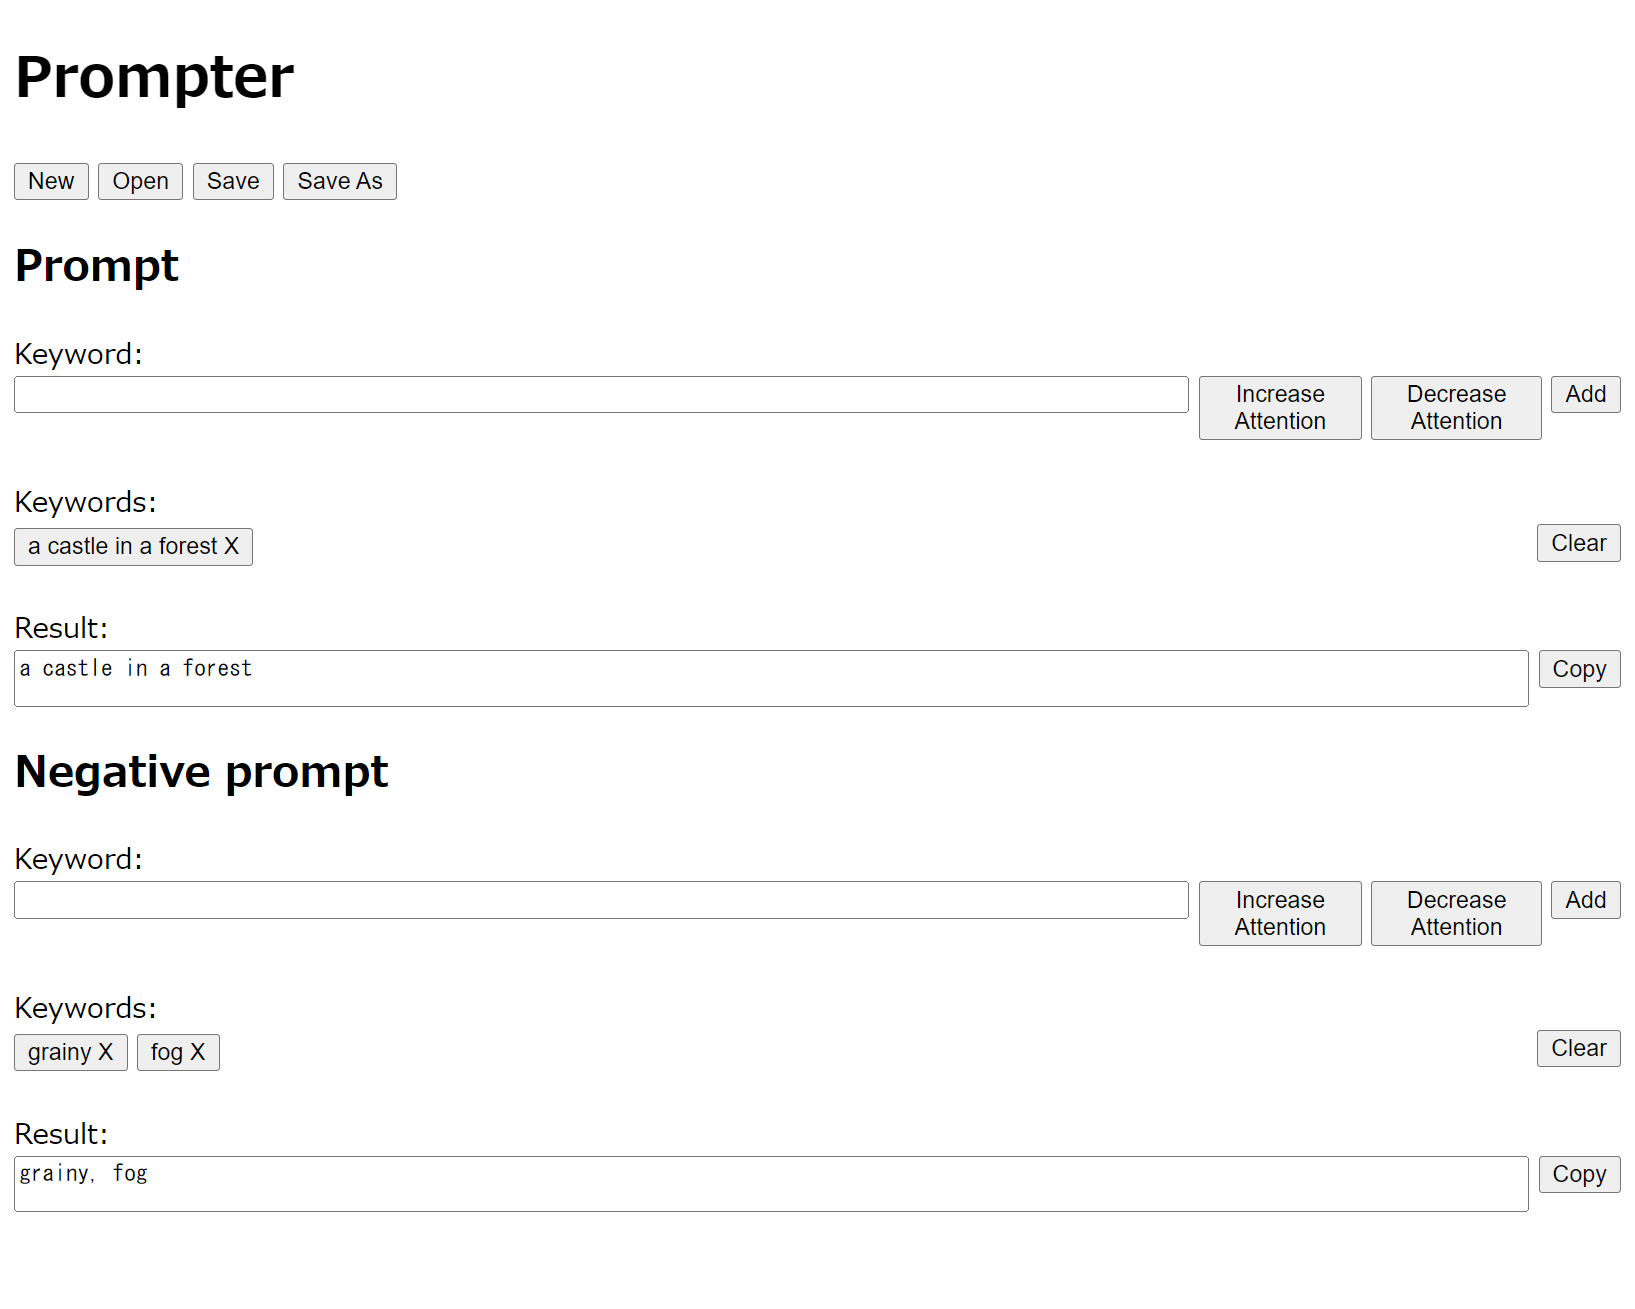 Prompter
New Open Save Save As
Prompt
Keyword:
Increase Attention Decrease Attention Add
Keywords:
a castle in a forest X Clear
Result:
a castle in a forest Copy
Negative prompt
Keyword:
Increase Attention Decrease Attention Add
Keywords:
grainy X fog X Clear
Result:
grainy, fog Copy